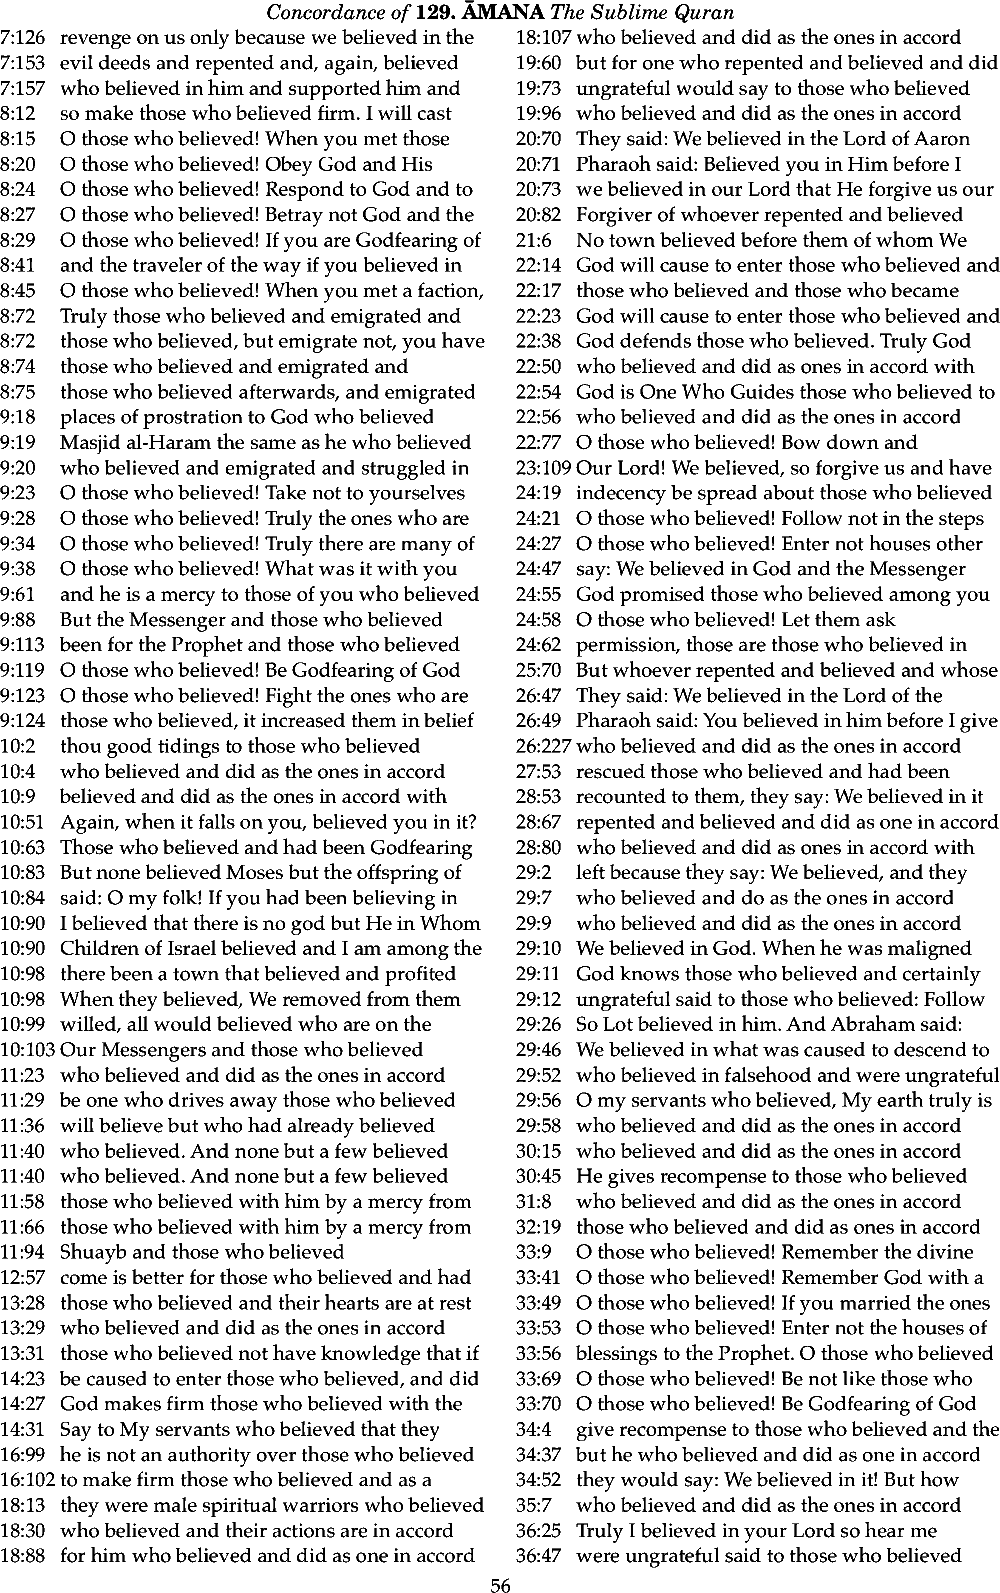 Concordance of 129. ĀMANA The Sublime Quran
7:126 revenge on us only because we believed in the
7:153 evil deeds and repented and, again, believed
7:157 who believed in him and supported him and
8:12 so make those who believed firm. I will cast
8:15 O those who believed! When you met those
8:20 O those who believed! Obey God and His
8:24 O those who believed! Respond to God and to
8:27 O those who believed! Betray not God and the
8:29 O those who believed! If you are Godfearing of
8:41 and the traveler of the way if you believed in
8:45 O those who believed! When you met a faction,
8:72 Truly those who believed and emigrated and
8:72 those who believed, but emigrate not, you have
8:74 those who believed and emigrated and
8:75 those who believed afterwards, and emigrated
9:18 places of prostration to God who believed
9:19 Masjid al-Haram the same as he who believed
9:20 who believed and emigrated and struggled in
9:23 O those who believed! Take not to yourselves
9:28 O those who believed! Truly the ones who are
9:34 O those who believed! Truly there are many of
9:38 O those who believed! What was it with you
9:61 and he is a mercy to those of you who believed
9:88 But the Messenger and those who believed
9:113 been for the Prophet and those who believed
9:119 O those who believed! Be Godfearing of God
9:123 O those who believed! Fight the ones who are
9:124 those who believed, it increased them in belief
10:2 thou good tidings to those who believed
10:4 who believed and did as the ones in accord
10:9 believed and did as the ones in accord with
10:51 Again, when it falls on you, believed you in it?
10:63 Those who believed and had been Godfearing
10:83 But none believed Moses but the offspring of
10:84 said: O my folk! If you had been believing in
10:90 I believed that there is no god but He in Whom
10:90 Children of Israel believed and I am among the
10:98 there been a town that believed and profited
10:98 When they believed, We removed from them
10:99 willed, all would believed who are on the
10:103 Our Messengers and those who believed
11:23 who believed and did as the ones in accord
11:29 be one who drives away those who believed
11:36 will believe but who had already believed
11:40 who believed. And none but a few believed
11:40 who believed. And none but a few believed
11:58 those who believed with him by a mercy from
11:66 those who believed with him by a mercy from
11:94 Shuayb and those who believed
12:57 come is better for those who believed and had
13:28 those who believed and their hearts are at rest
13:29 who believed and did as the ones in accord
13:31 those who believed not have knowledge that if
14:23 be caused to enter those who believed, and did
14:27 God makes firm those who believed with the
14:31 Say to My servants who believed that they
16:99 he is not an authority over those who believed
16:102 to make firm those who believed and as a
18:13 they were male spiritual warriors who believed
18:30 who believed and their actions are in accord
18:88 for him who believed and did as one in accord
18:107 who believed and did as the ones in accord
19:60 but for one who repented and believed and did
19:73 ungrateful would say to those who believed
19:96 who believed and did as the ones in accord
20:70 They said: We believed in the Lord of Aaron
20:71 Pharaoh said: Believed you in Him before I
20:73 we believed in our Lord that He forgive us our
20:82 Forgiver of whoever repented and believed
21:6 No town believed before them of whom We
22:14 God will cause to enter those who believed and
22:17 those who believed and those who became
22:23 God will cause to enter those who believed and
22:38 God defends those who believed. Truly God
22:50 who believed and did as ones in accord with
22:54 God is One Who Guides those who believed to
22:56 who believed and did as the ones in accord
22:77 O those who believed! Bow down and
23:109 Our Lord! We believed, so forgive us and have
24:19 indecency be spread about those who believed
24:21 O those who believed! Follow not in the steps
24:27 O those who believed! Enter not houses other
24:47 say: We believed in God and the Messenger
24:55 God promised those who believed among you
24:58 O those who believed! Let them ask
24:62 permission, those are those who believed in
25:70 But whoever repented and believed and whose
26:47 They said: We believed in the Lord of the
26:49 Pharaoh said: You believed in him before I give
26:227 who believed and did as the ones in accord
27:53 rescued those who believed and had been
28:53 recounted to them, they say: We believed in it
28:67 repented and believed and did as one in accord
28:80 who believed and did as ones in accord with
29:2 left because they say: We believed, and they
29:7 who believed and do as the ones in accord
29:9 who believed and did as the ones in accord
29:10 We believed in God. When he was maligned
29:11 God knows those who believed and certainly
29:12 ungrateful said to those who believed: Follow
29:26 So Lot believed in him. And Abraham said:
29:46 We believed in what was caused to descend to
29:52 who believed in falsehood and were ungrateful
29:56 O my servants who believed, My earth truly is
29:58 who believed and did as the ones in accord
30:15 who believed and did as the ones in accord
30:45 He gives recompense to those who believed
31:8 who believed and did as the ones in accord
32:19 those who believed and did as ones in accord
33:9 O those who believed! Remember the divine
33:41 O those who believed! Remember God with a
33:49 O those who believed! If you married the ones
33:53 O those who believed! Enter not the houses of
33:56 blessings to the Prophet. O those who believed
33:69 O those who believed! Be not like those who
33:70 O those who believed! Be Godfearing of God
34:4 give recompense to those who believed and the
34:37 but he who believed and did as one in accord
34:52 they would say: We believed in it! But how
35:7 who believed and did as the ones in accord
36:25 Truly I believed in your Lord so hear me
36:47 were ungrateful said to those who believed
56